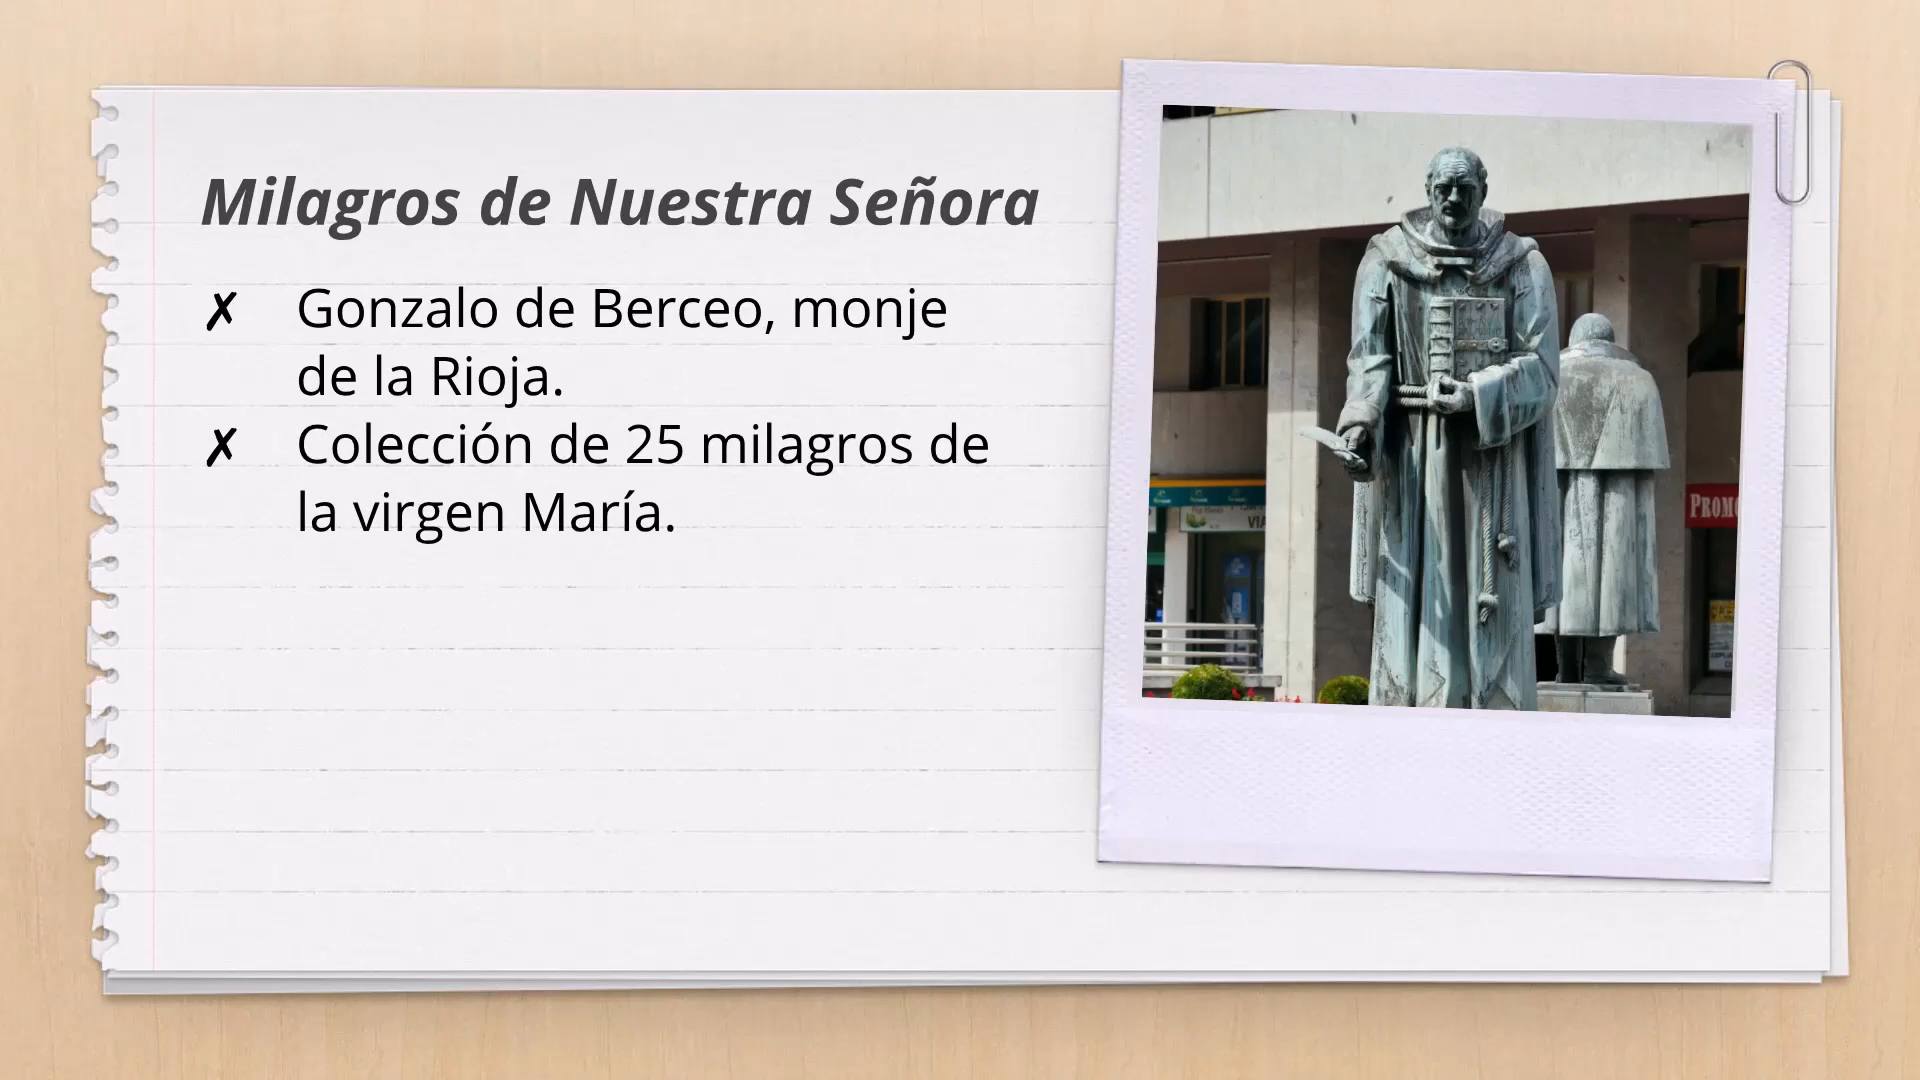 Milagros de Nuestra Señora
✗ Gonzalo de Berceo, monje
de la Rioja.
✗ Colección de 25 milagros de
la virgen María.